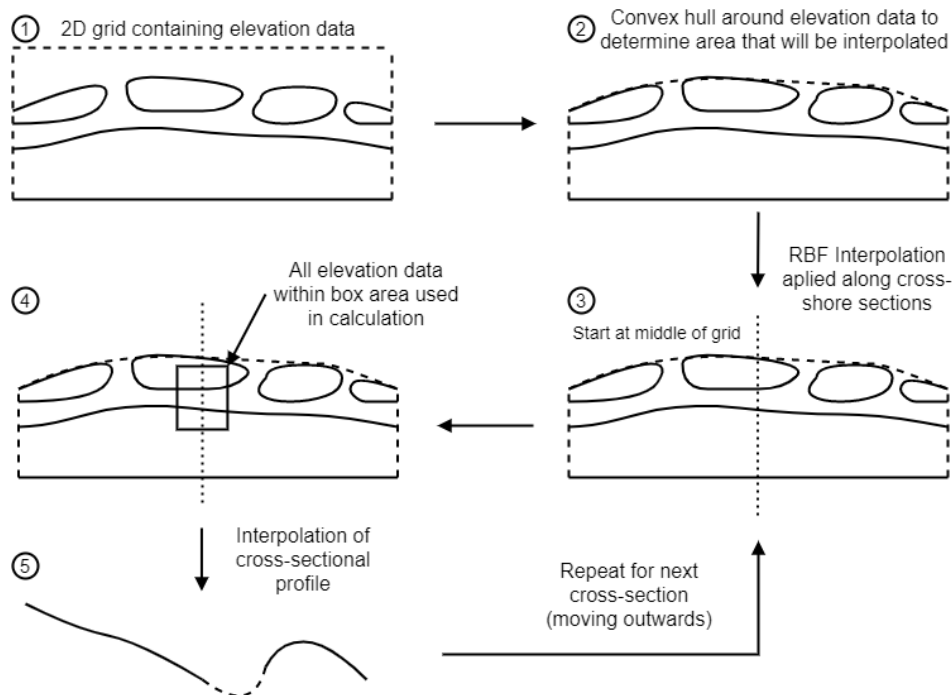 1 2D grid containing elevation data
2 Convex hull around elevation data to
determine area that will be interpolated
RBF Interpolation
aplied along cross-
shore sections
3
Start at middle of grid
4
All elevation data
within box area used
in calculation
Interpolation of
cross-sectional
profile
5
Repeat for next
cross-section
(moving outwards)